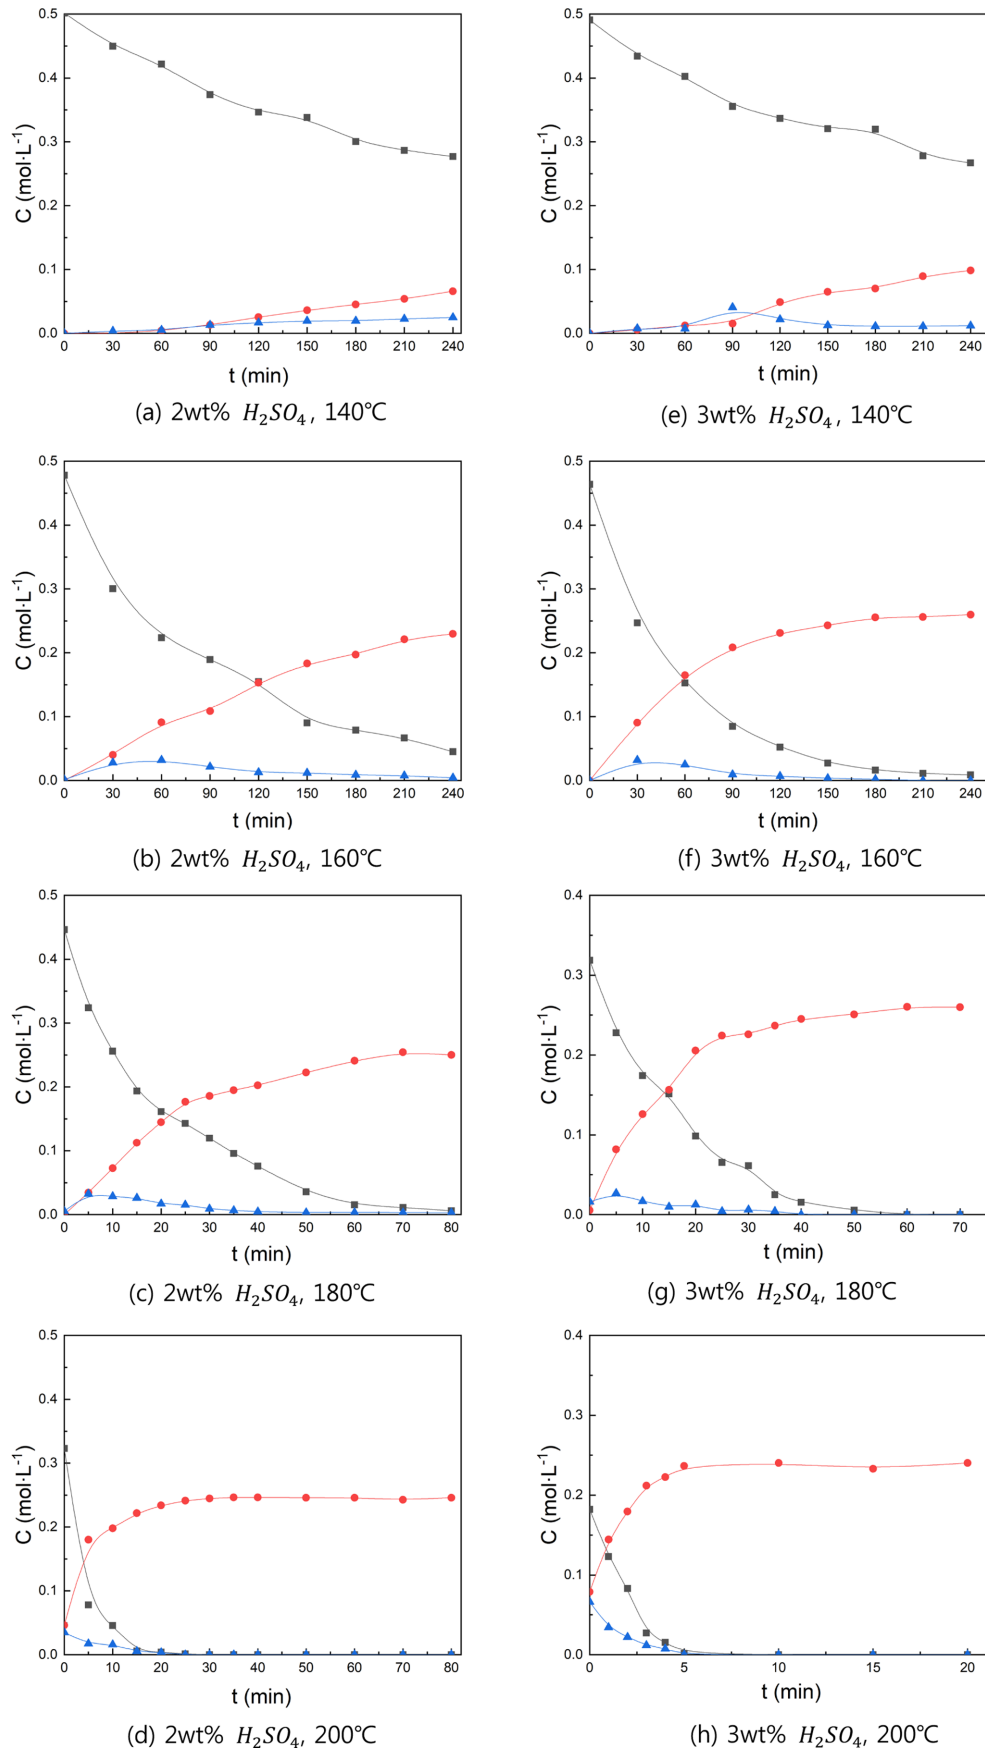 0.5
0.4
0.3
0.2
0.1
0.0
C (mol·L⁻¹)
0 30 60 90 120 150 180 210 240
t (min)
(a) 2wt% H₂SO₄, 140℃
0.5
0.4
0.3
0.2
0.1
0.0
C (mol·L⁻¹)
0 30 60 90 120 150 180 210 240
t (min)
(e) 3wt% H₂SO₄, 140℃
0.5
0.4
0.3
0.2
0.1
0.0
C (mol·L⁻¹)
0 30 60 90 120 150 180 210 240
t (min)
(b) 2wt% H₂SO₄, 160℃
0.5
0.4
0.3
0.2
0.1
0.0
C (mol·L⁻¹)
0 30 60 90 120 150 180 210 240
t (min)
(f) 3wt% H₂SO₄, 160℃
0.5
0.4
0.3
0.2
0.1
0.0
C (mol·L⁻¹)
0 10 20 30 40 50 60 70 80
t (min)
(c) 2wt% H₂SO₄, 180℃
0.4
0.3
0.2
0.1
0.0
C (mol·L⁻¹)
0 10 20 30 40 50 60 70
t (min)
(g) 3wt% H₂SO₄, 180℃
0.5
0.4
0.3
0.2
0.1
0.0
C (mol·L⁻¹)
0 10 20 30 40 50 60 70 80
t (min)
(d) 2wt% H₂SO₄, 200℃
0.4
0.3
0.2
0.1
0.0
C (mol·L⁻¹)
0 5 10 15 20
t (min)
(h) 3wt% H₂SO₄, 200℃